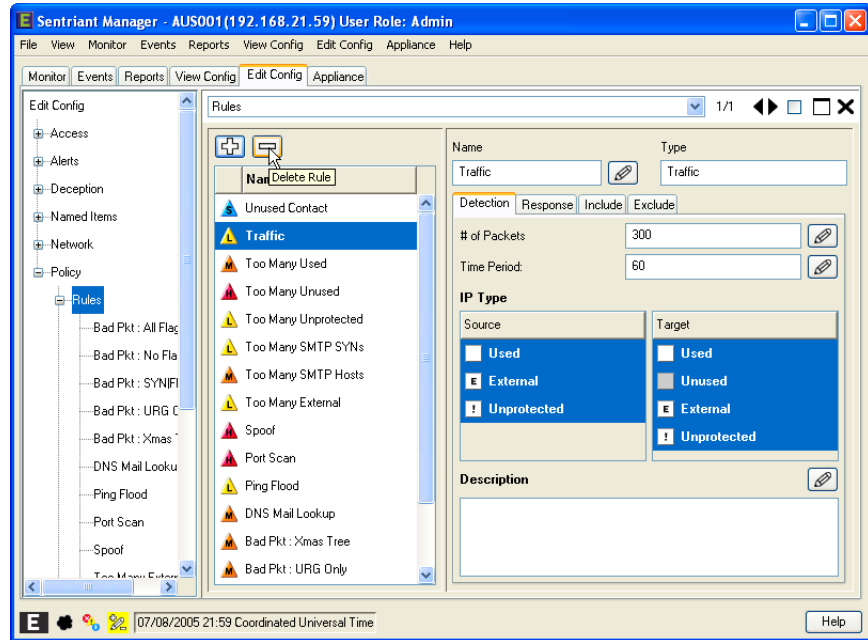 Sentriant Manager - AUS001(192.168.21.59) User Role: Admin
File View Monitor Events Reports View Config Edit Config Appliance Help
Monitor Events Reports View Config Edit Config Appliance
Edit Config
Access
Alerts
Deception
Named Items
Network
Policy
Rules
Bad Pkt : All Flag
Bad Pkt : No Fla
Bad Pkt : SYN|FI
Bad Pkt : URG O
Bad Pkt : Xmas T
DNS Mail Looku
Ping Flood
Port Scan
Spoof
Too Many Extern
Rules
1/1
Nam
Delete Rule
S Unused Contact
L Traffic
M Too Many Used
H Too Many Unused
L Too Many Unprotected
L Too Many SMTP SYNs
M Too Many SMTP Hosts
L Too Many External
H Spoof
H Port Scan
L Ping Flood
M DNS Mail Lookup
M Bad Pkt : Xmas Tree
M Bad Pkt : URG Only
Name Type
Traffic Traffic
Detection Response Include Exclude
# of Packets 300
Time Period: 60
IP Type
Source
Used
E External
! Unprotected
Target
Used
Unused
E External
! Unprotected
Description
E 07/08/2005 21:59 Coordinated Universal Time Help